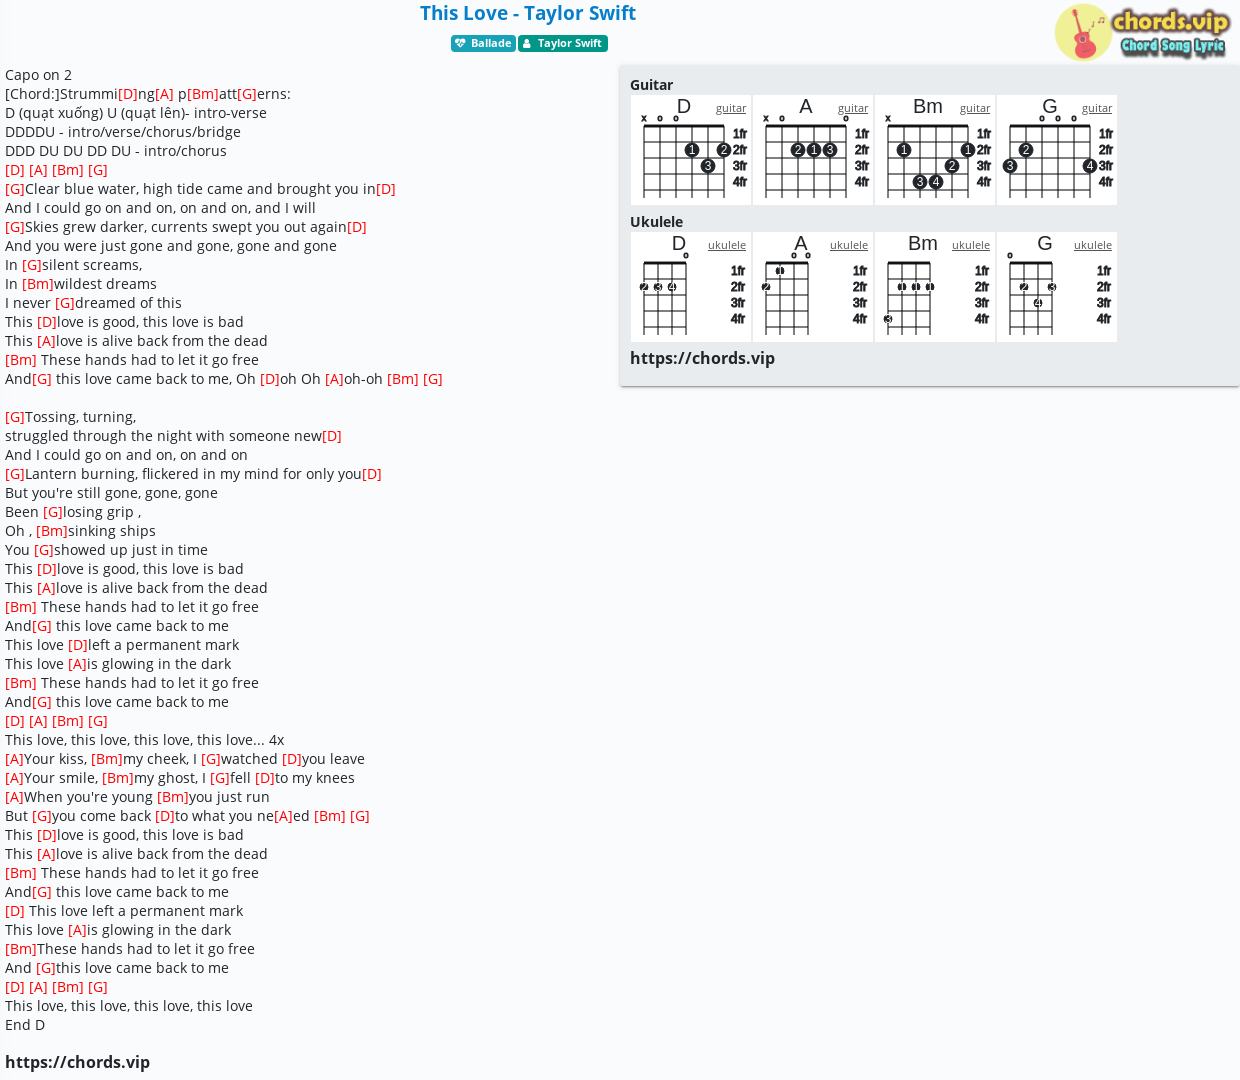 This Love - Taylor Swift
Ballade Taylor Swift
chords.vip
Chord Song Lyric
Capo on 2
[Chord:]Strummi[D]ng[A] p[Bm]att[G]erns:
D (quạt xuống) U (quạt lên)- intro-verse
DDDDU - intro/verse/chorus/bridge
DDD DU DU DD DU - intro/chorus
[D] [A] [Bm] [G]
[G]Clear blue water, high tide came and brought you in[D]
And I could go on and on, on and on, and I will
[G]Skies grew darker, currents swept you out again[D]
And you were just gone and gone, gone and gone
In [G]silent screams,
In [Bm]wildest dreams
I never [G]dreamed of this
This [D]love is good, this love is bad
This [A]love is alive back from the dead
[Bm] These hands had to let it go free
And[G] this love came back to me, Oh [D]oh Oh [A]oh-oh [Bm] [G]
[G]Tossing, turning,
struggled through the night with someone new[D]
And I could go on and on, on and on
[G]Lantern burning, flickered in my mind for only you[D]
But you're still gone, gone, gone
Been [G]losing grip ,
Oh , [Bm]sinking ships
You [G]showed up just in time
This [D]love is good, this love is bad
This [A]love is alive back from the dead
[Bm] These hands had to let it go free
And[G] this love came back to me
This love [D]left a permanent mark
This love [A]is glowing in the dark
[Bm] These hands had to let it go free
And[G] this love came back to me
[D] [A] [Bm] [G]
This love, this love, this love, this love... 4x
[A]Your kiss, [Bm]my cheek, I [G]watched [D]you leave
[A]Your smile, [Bm]my ghost, I [G]fell [D]to my knees
[A]When you're young [Bm]you just run
But [G]you come back [D]to what you ne[A]ed [Bm] [G]
This [D]love is good, this love is bad
This [A]love is alive back from the dead
[Bm] These hands had to let it go free
And[G] this love came back to me
[D] This love left a permanent mark
This love [A]is glowing in the dark
[Bm]These hands had to let it go free
And [G]this love came back to me
[D] [A] [Bm] [G]
This love, this love, this love, this love
End D
https://chords.vip
Guitar
D guitar A guitar Bm guitar G guitar
x o o x o o x o o o
1fr 1fr 1fr 1fr
1 2 2fr 2 1 3 2fr 1 1 2fr 2 2fr
3 3fr 3fr 2 3fr 3 4 3fr
4fr 4fr 3 4 4fr 4fr
Ukulele
D ukulele A ukulele Bm ukulele G ukulele
o o o o
1fr 1 1fr 1fr 1fr
2 3 4 2fr 2 2fr 1 1 1 2fr 2 3 2fr
3fr 3fr 3fr 4 3fr
4fr 4fr 3 4fr 4fr
https://chords.vip